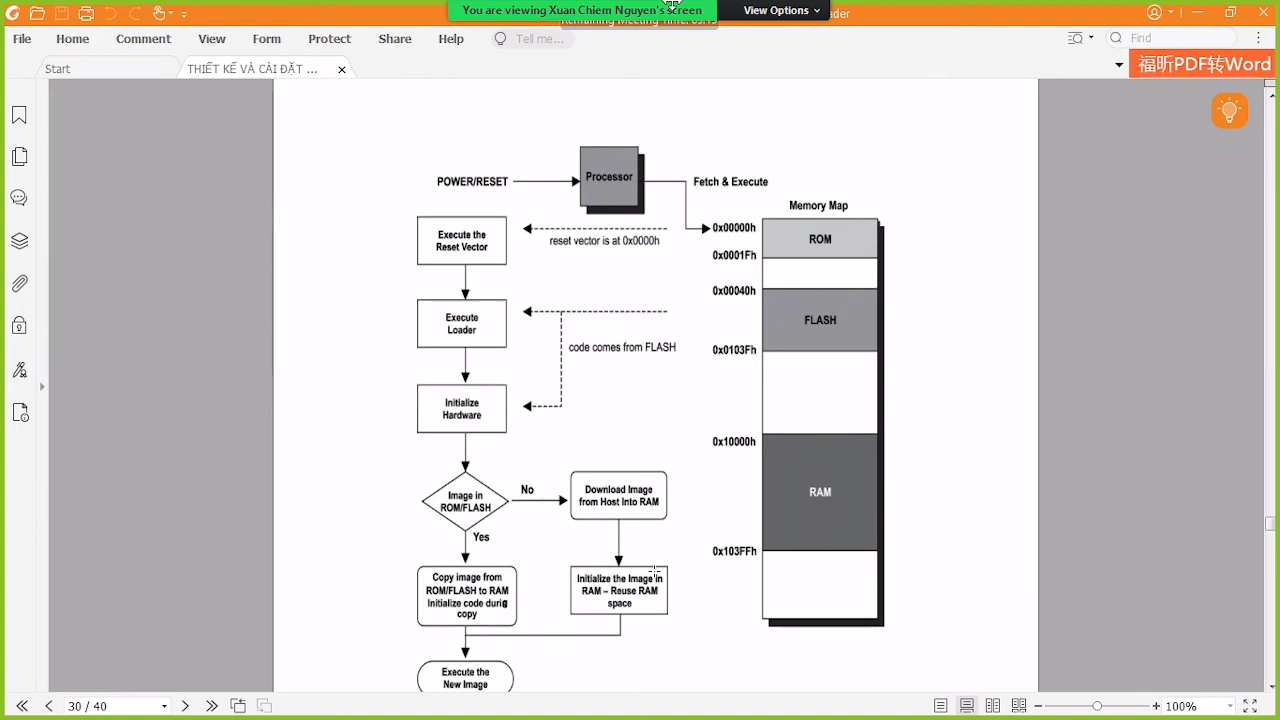 You are viewing Xuan Chiem Nguyen's screen
View Options
File
Home
Comment
View
Form
Protect
Share
Help
Tell me...
Find
Start
THIẾT KẾ VÀ CÀI ĐẶT ...
福昕PDF转Word
POWER/RESET
Processor
Fetch & Execute
Memory Map
Execute the
Reset Vector
reset vector is at 0x0000h
0x00000h
ROM
0x0001Fh
0x00040h
Execute
Loader
FLASH
code comes from FLASH
0x0103Fh
Initialize
Hardware
0x10000h
Image in
ROM/FLASH
No
Download Image
from Host Into RAM
RAM
Yes
0x103FFh
Copy image from
ROM/FLASH to RAM
Initialize code durig
copy
Initialize the Image in
RAM – Reuse RAM
space
Execute the
New Image
30 / 40
100%